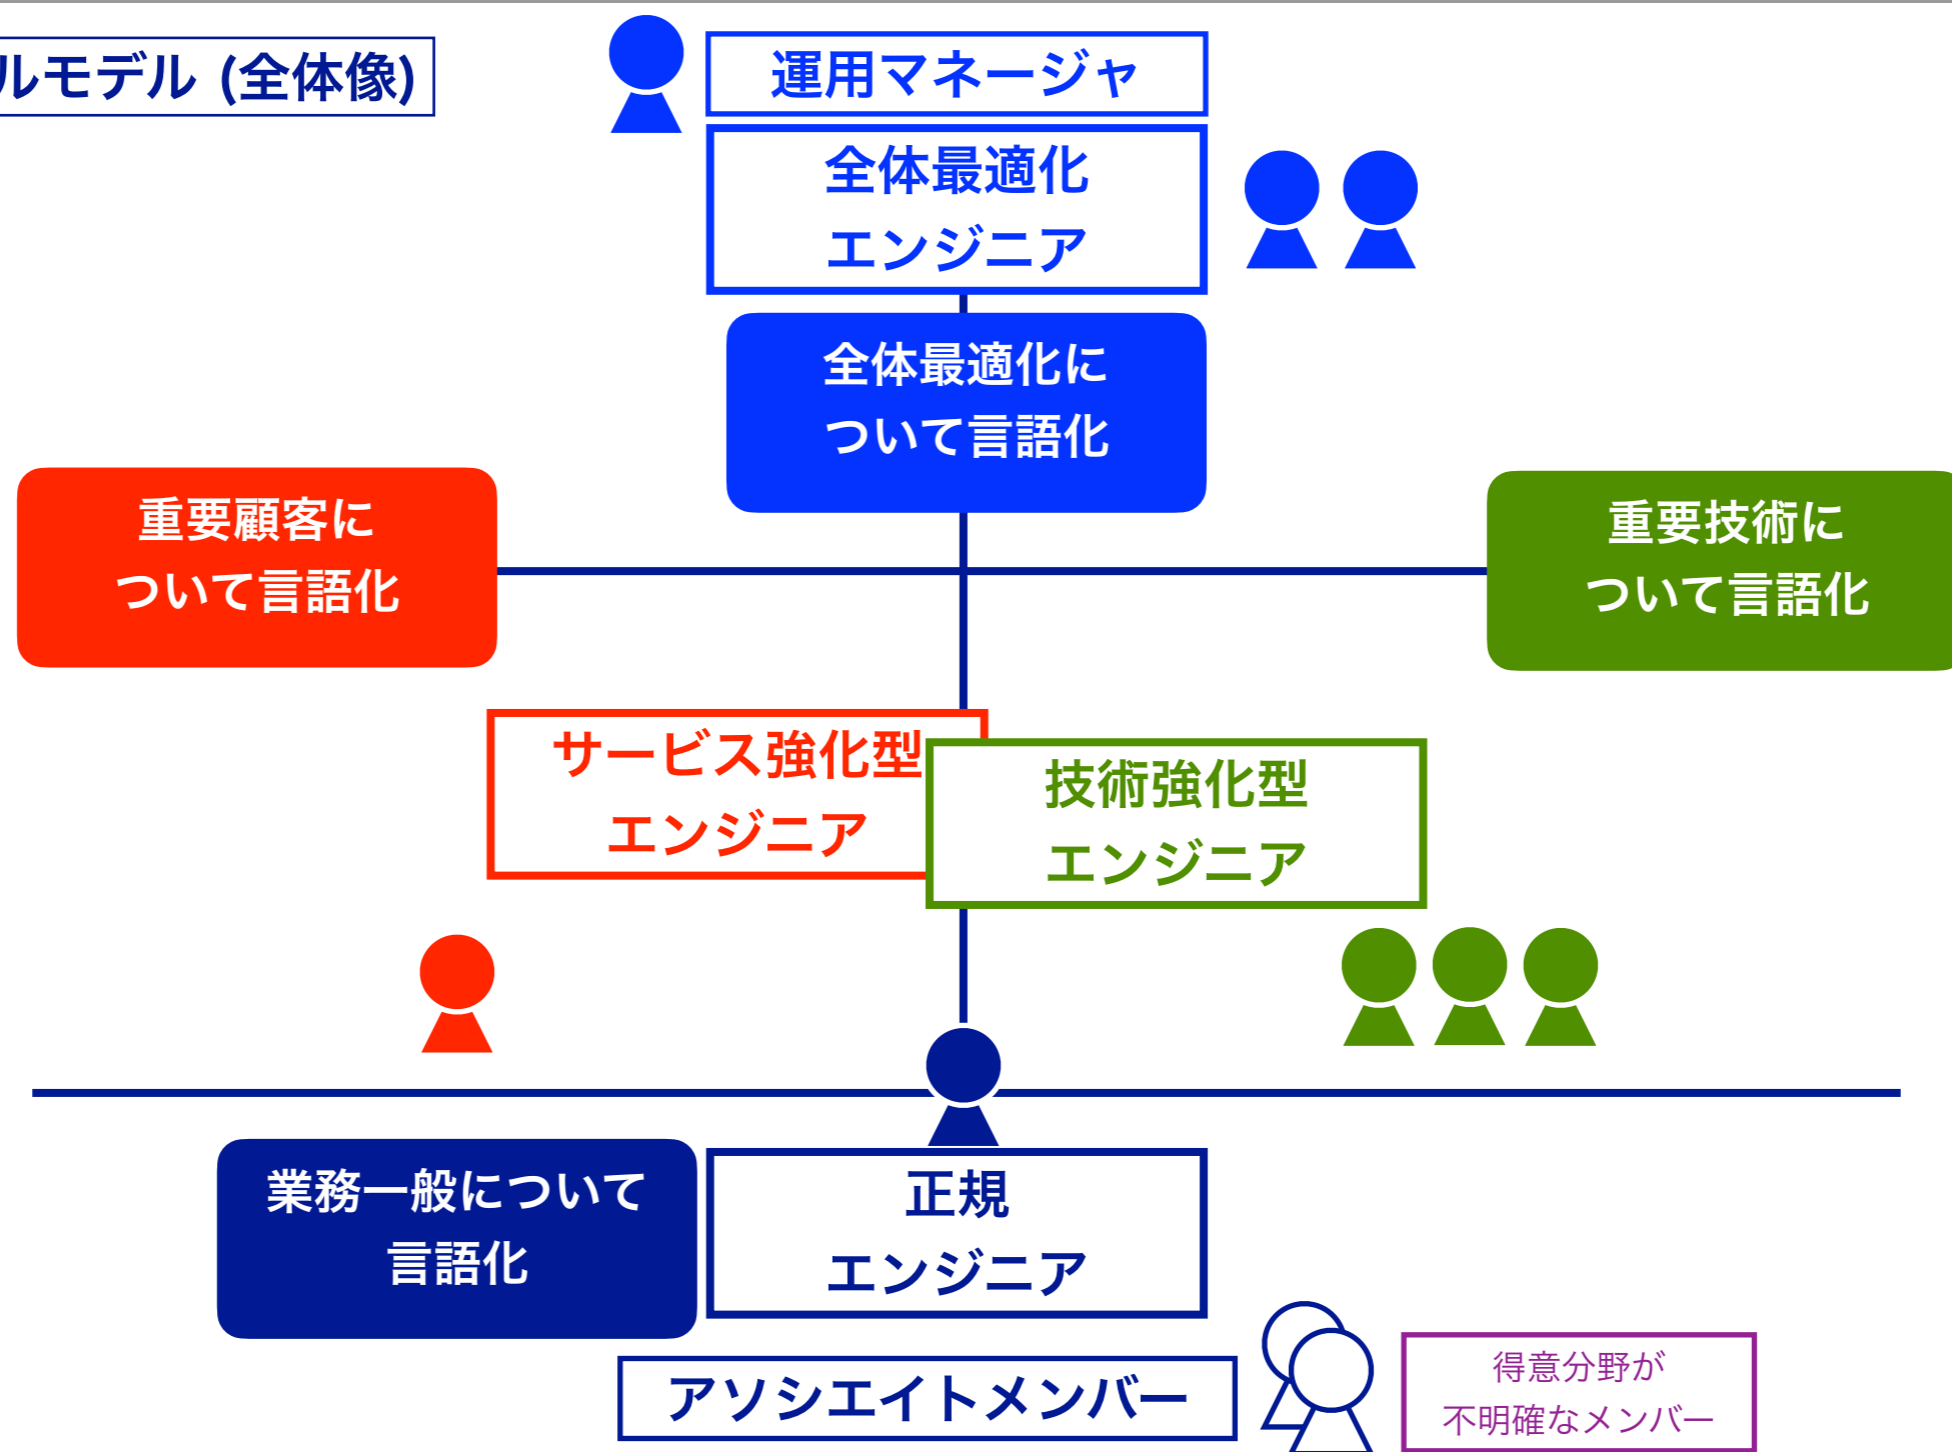 ルモデル (全体像)
運用マネージャ
全体最適化
エンジニア
全体最適化に
ついて言語化
重要顧客に
ついて言語化
重要技術に
ついて言語化
サービス強化型
エンジニア
技術強化型
エンジニア
業務一般について
言語化
正規
エンジニア
アソシエイトメンバー
得意分野が
不明確なメンバー